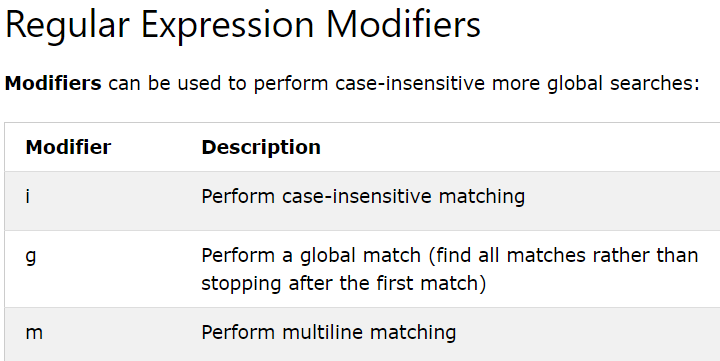 Regular Expression Modifiers
Modifiers can be used to perform case-insensitive more global searches:
Modifier Description
i Perform case-insensitive matching
g Perform a global match (find all matches rather than
stopping after the first match)
m Perform multiline matching